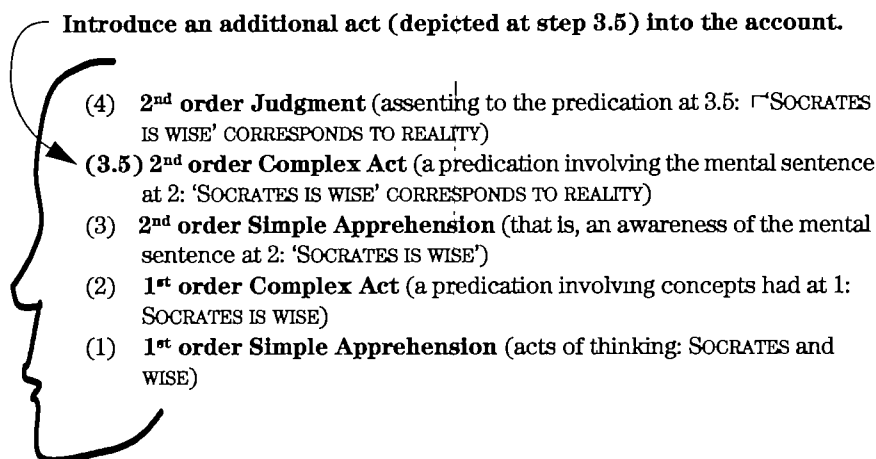 Introduce an additional act (depicted at step 3.5) into the account.
(4) 2nd order Judgment (assenting to the predication at 3.5: ⌜‘SOCRATES
IS WISE’ CORRESPONDS TO REALITY)
(3.5) 2nd order Complex Act (a predication involving the mental sentence
at 2: ‘SOCRATES IS WISE’ CORRESPONDS TO REALITY)
(3) 2nd order Simple Apprehension (that is, an awareness of the mental
sentence at 2: ‘SOCRATES IS WISE’)
(2) 1st order Complex Act (a predication involving concepts had at 1:
SOCRATES IS WISE)
(1) 1st order Simple Apprehension (acts of thinking: SOCRATES and
WISE)